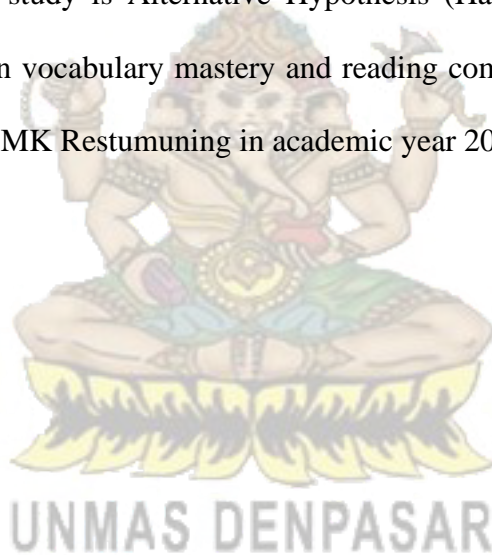 study is Alternative Hypothesis (Ha
n vocabulary mastery and reading con
MK Restumuning in academic year 20
UNMAS DENPASAR